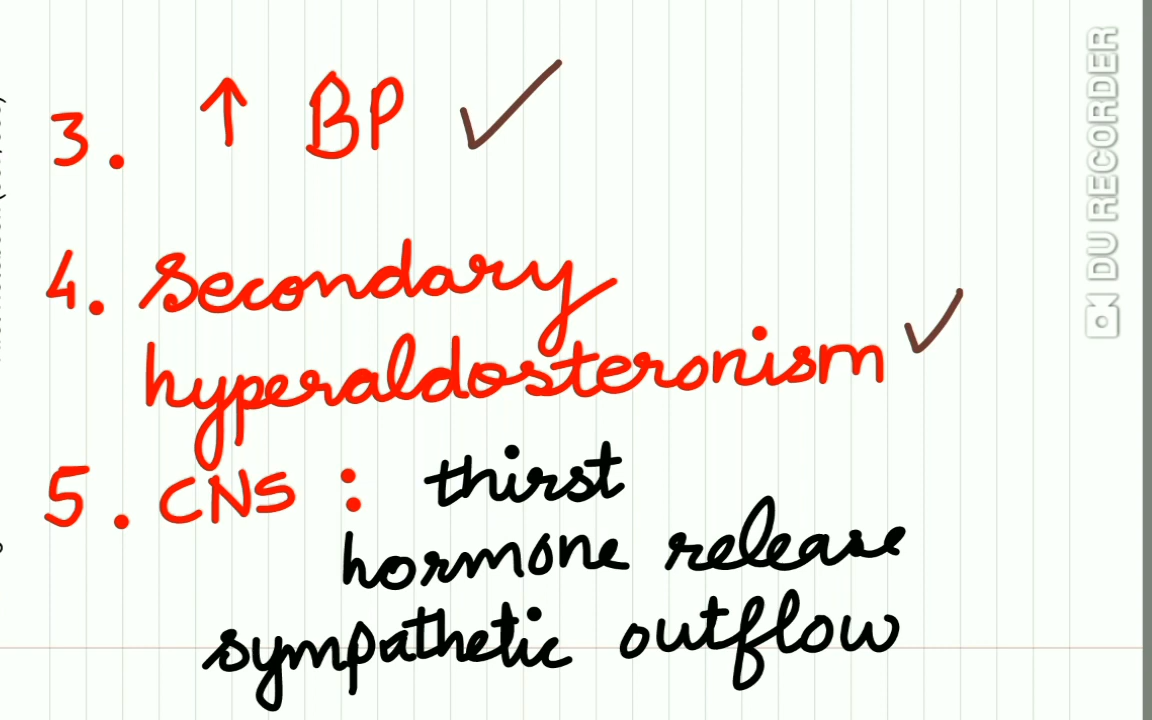 3. ↑ BP ✓
4. Secondary
hyperaldosteronism ✓
5. CNS : thirst
hormone release
sympathetic outflow
DU RECORDER